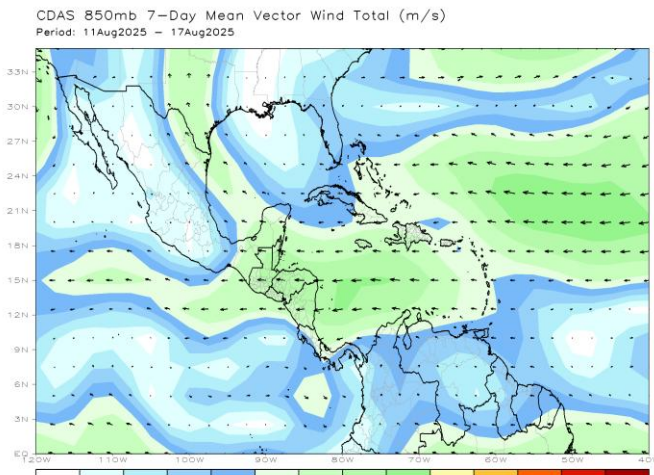 CDAS 850mb 7-Day Mean Vector Wind Total (m/s)
Period: 11Aug2025 - 17Aug2025
33N
30N
27N
24N
21N
18N
15N
12N
9N
6N
3N
EQ
120W 110W 100W 90W 80W 70W 60W 50W 40W